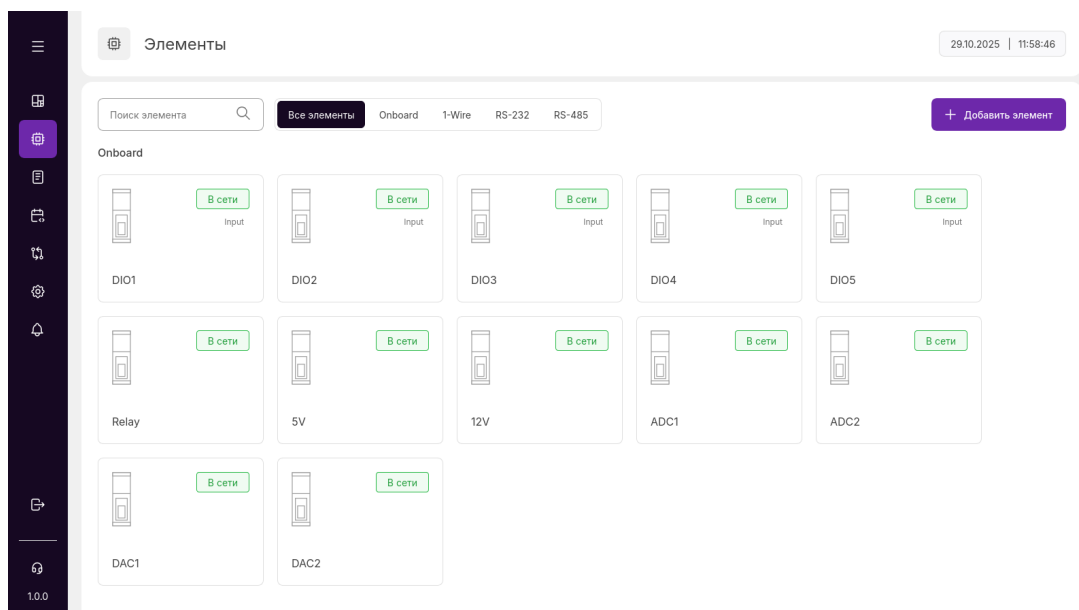 Элементы
29.10.2025 | 11:58:46
Поиск элемента
Все элементы Onboard 1-Wire RS-232 RS-485
+ Добавить элемент
Onboard
В сети
Input
DIO1
В сети
Input
DIO2
В сети
Input
DIO3
В сети
Input
DIO4
В сети
Input
DIO5
В сети
Relay
В сети
5V
В сети
12V
В сети
ADC1
В сети
ADC2
В сети
DAC1
В сети
DAC2
1.0.0